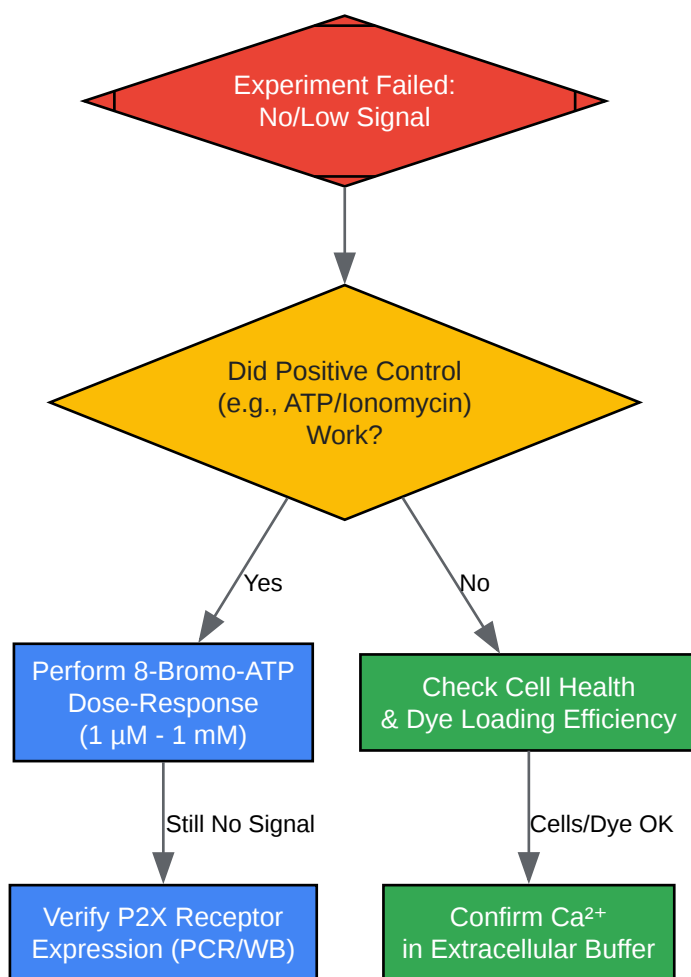 Experiment Failed:
No/Low Signal
Did Positive Control
(e.g., ATP/Ionomycin)
Work?
Yes
No
Perform 8-Bromo-ATP
Dose-Response
(1 µM - 1 mM)
Check Cell Health
& Dye Loading Efficiency
Still No Signal
Cells/Dye OK
Verify P2X Receptor
Expression (PCR/WB)
Confirm Ca²⁺
in Extracellular Buffer